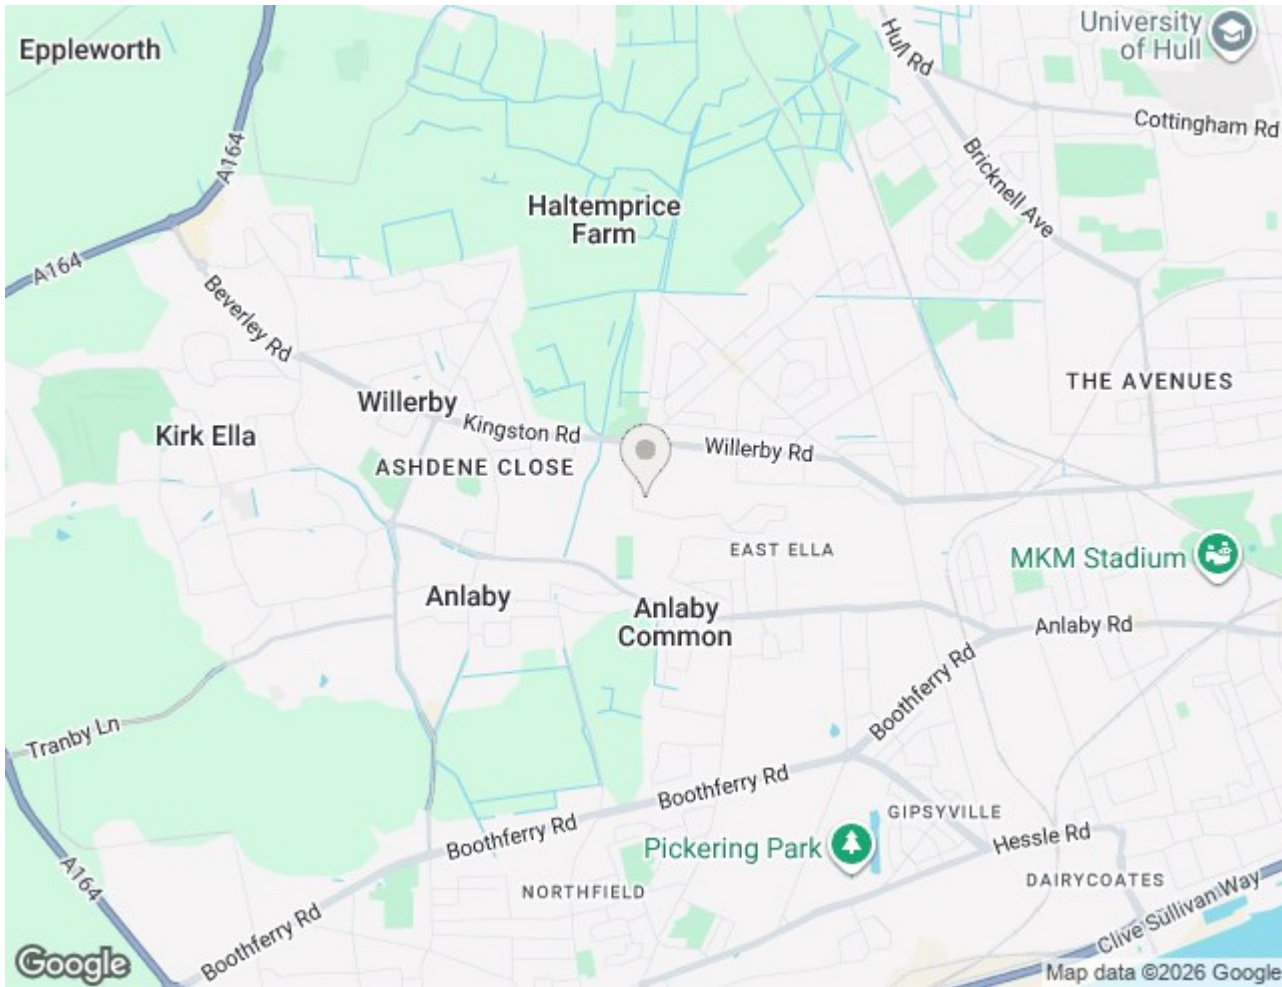 University
of Hull
Eppleworth
Hull Rd
Cottingham Rd
A164
Bricknell Ave
Haltemprice
Farm
A164
Beverley Rd
THE AVENUES
Willerby
Kingston Rd
Kirk Ella
Willerby Rd
ASHDENE CLOSE
EAST ELLA
MKM Stadium
Anlaby
Anlaby
Common
Anlaby Rd
Boothferry Rd
Tranby Ln
Boothferry Rd
GIPSYVILLE
Boothferry Rd
Hessle Rd
Pickering Park
A164
NORTHFIELD
DAIRYCOATES
Clive Sullivan Way
Boothferry Rd
Google
Map data ©2026 Google